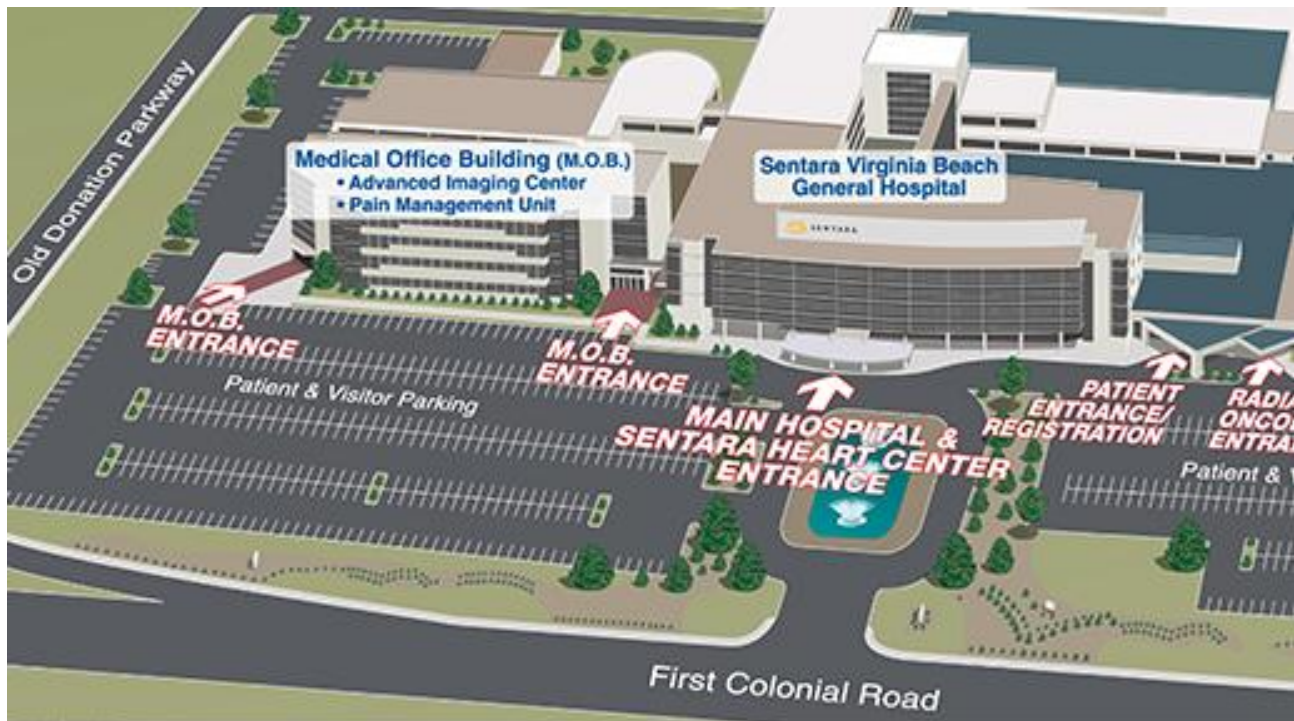 Old Donation Parkway
Medical Office Building (M.O.B.)
• Advanced Imaging Center
• Pain Management Unit
Sentara Virginia Beach
General Hospital
SENTARA
M.O.B.
ENTRANCE
M.O.B.
ENTRANCE
Patient & Visitor Parking
MAIN HOSPITAL &
SENTARA HEART CENTER
ENTRANCE
PATIENT
ENTRANCE/
REGISTRATION
Patient &
First Colonial Road